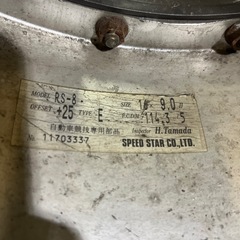 MODEL RS-8 SIZE 16 9.0 JJ
OFFSET +25 TYPE E P.C.D/H 114.3 5
自動車競技専用部品 Inspector H.Yamada
№ 11703337 SPEED STAR CO.,LTD.